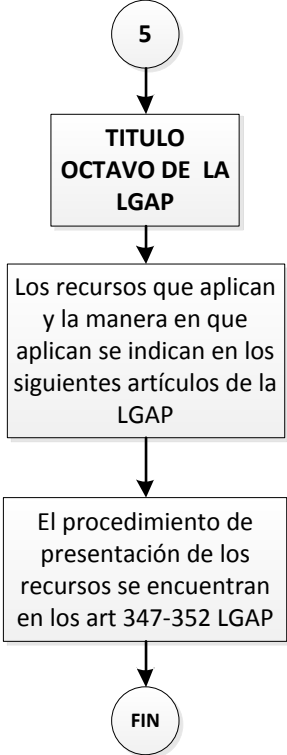 5
TITULO
OCTAVO DE LA
LGAP
Los recursos que aplican
y la manera en que
aplican se indican en los
siguientes artículos de la
LGAP
El procedimiento de
presentación de los
recursos se encuentran
en los art 347-352 LGAP
FIN